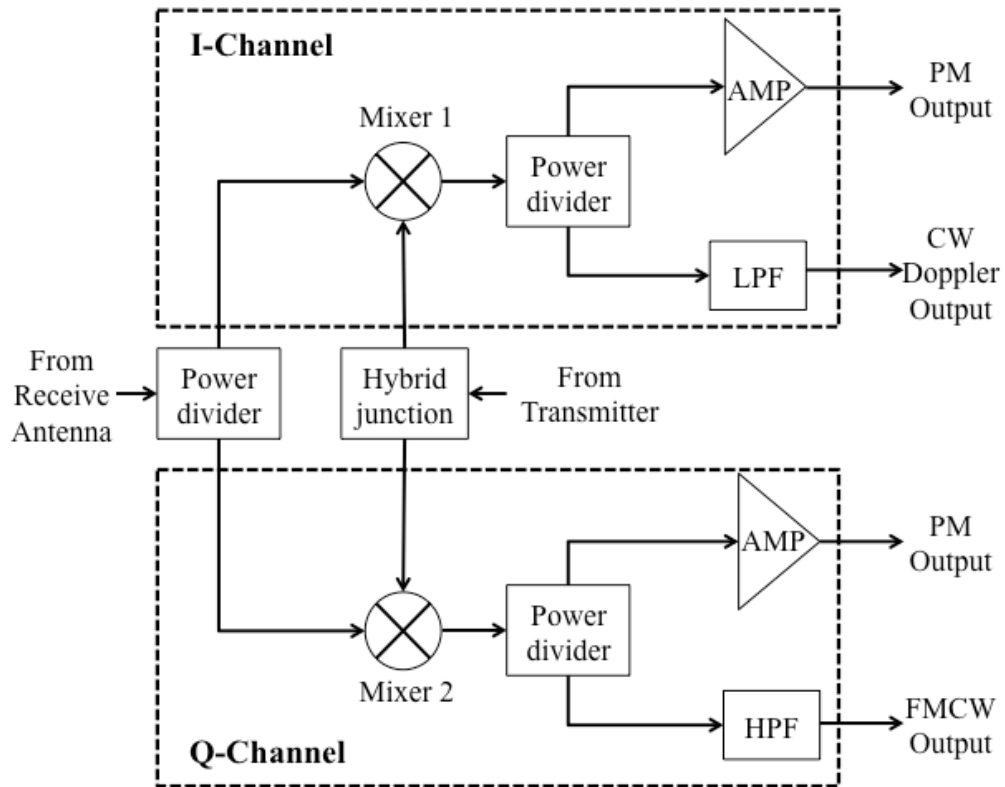 I-Channel
Mixer 1
AMP
PM
Output
Power
divider
LPF
CW
Doppler
Output
From
Receive
Antenna
Power
divider
Hybrid
junction
From
Transmitter
AMP
PM
Output
Power
divider
Mixer 2
HPF
FMCW
Output
Q-Channel